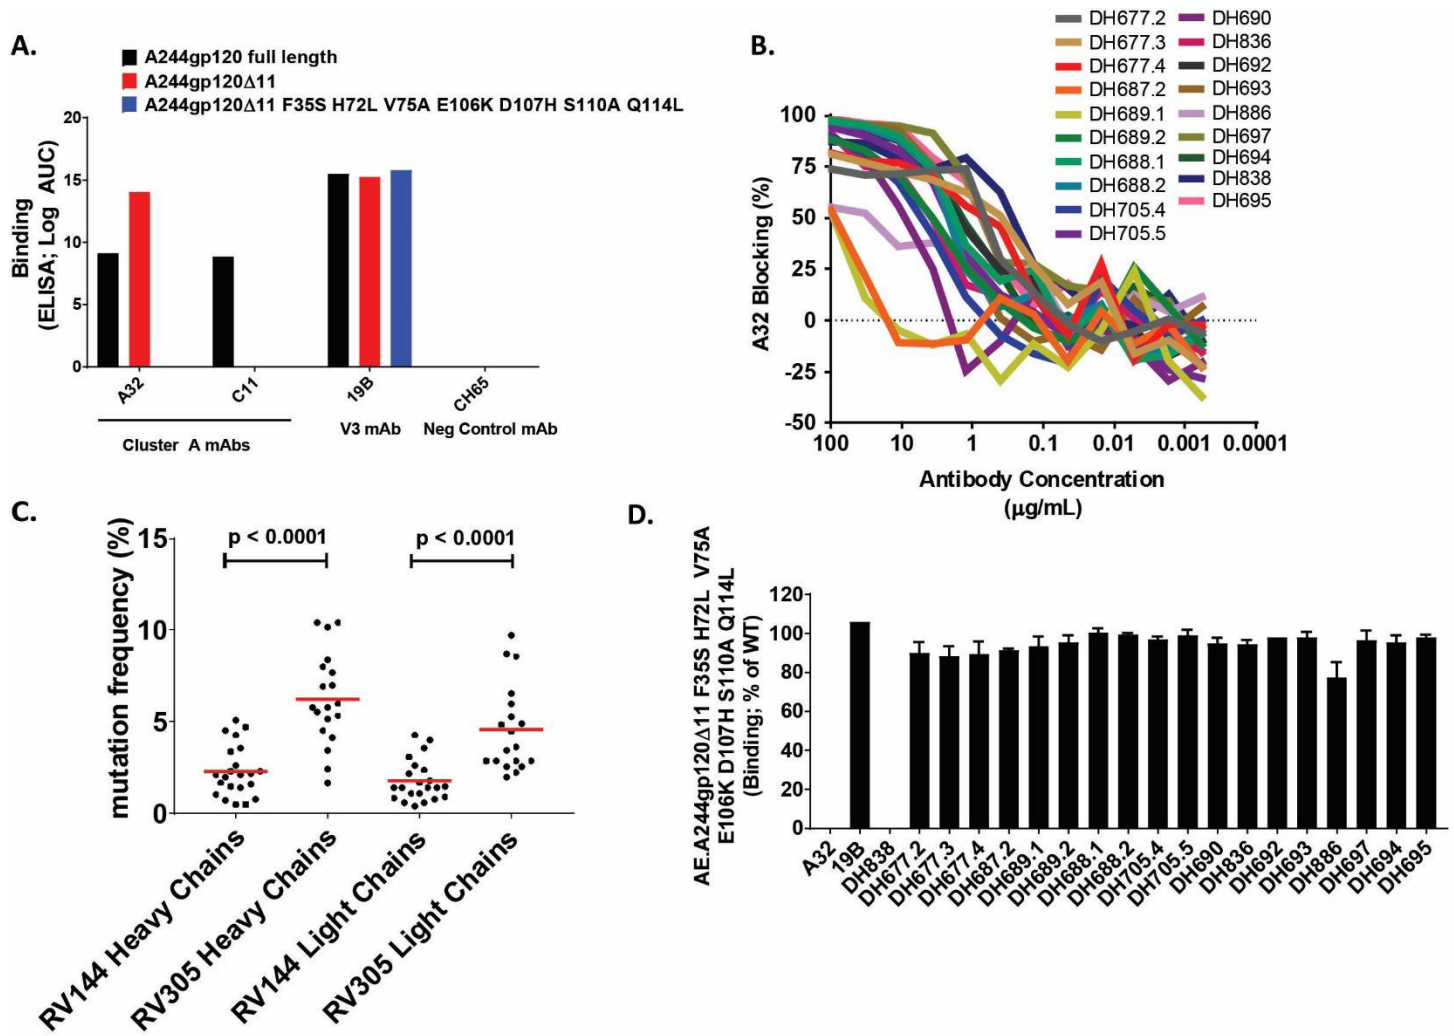 A.
A244gp120 full length
A244gp120Δ11
A244gp120Δ11 F35S H72L V75A E106K D107H S110A Q114L
Binding
(ELISA; Log AUC)
20
15
10
5
0
A32
C11
19B
CH65
Cluster A mAbs
V3 mAb
Neg Control mAb
B.
DH677.2
DH677.3
DH677.4
DH687.2
DH689.1
DH689.2
DH688.1
DH688.2
DH705.4
DH705.5
DH690
DH836
DH692
DH693
DH886
DH697
DH694
DH838
DH695
A32 Blocking (%)
100
75
50
25
0
-25
-50
100
10
1
0.1
0.01
0.001
0.0001
Antibody Concentration
(μg/mL)
C.
mutation frequency (%)
15
10
5
0
p < 0.0001
p < 0.0001
RV144 Heavy Chains
RV305 Heavy Chains
RV144 Light Chains
RV305 Light Chains
D.
AE.A244gp120Δ11 F35S H72L V75A
E106K D107H S110A Q114L
(Binding; % of WT)
120
100
80
60
40
20
0
A32
19B
DH838
DH677.2
DH677.3
DH677.4
DH687.2
DH689.1
DH689.2
DH688.1
DH688.2
DH705.4
DH705.5
DH690
DH836
DH692
DH693
DH886
DH697
DH694
DH695